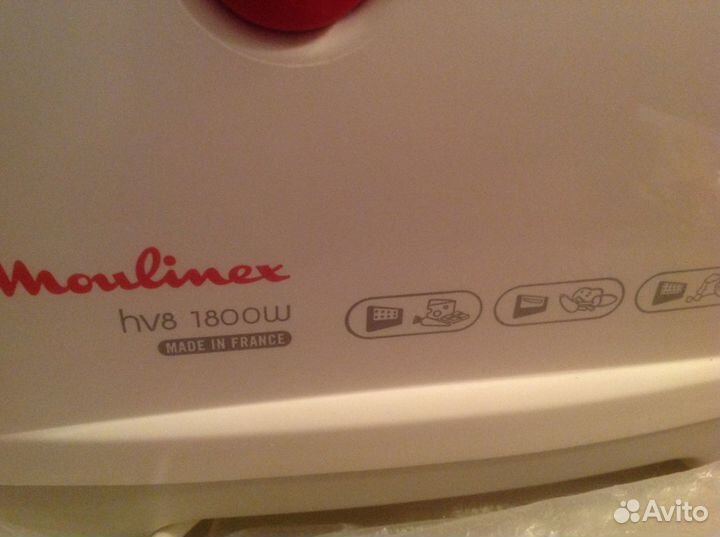 Moulinex
hv8 1800W
MADE IN FRANCE
Avito